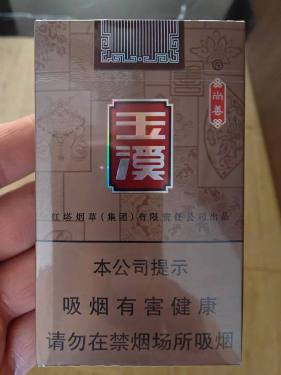 尚善
玉溪
红塔烟草(集团)有限责任公司出品
本公司提示
吸烟有害健康
请勿在禁烟场所吸烟